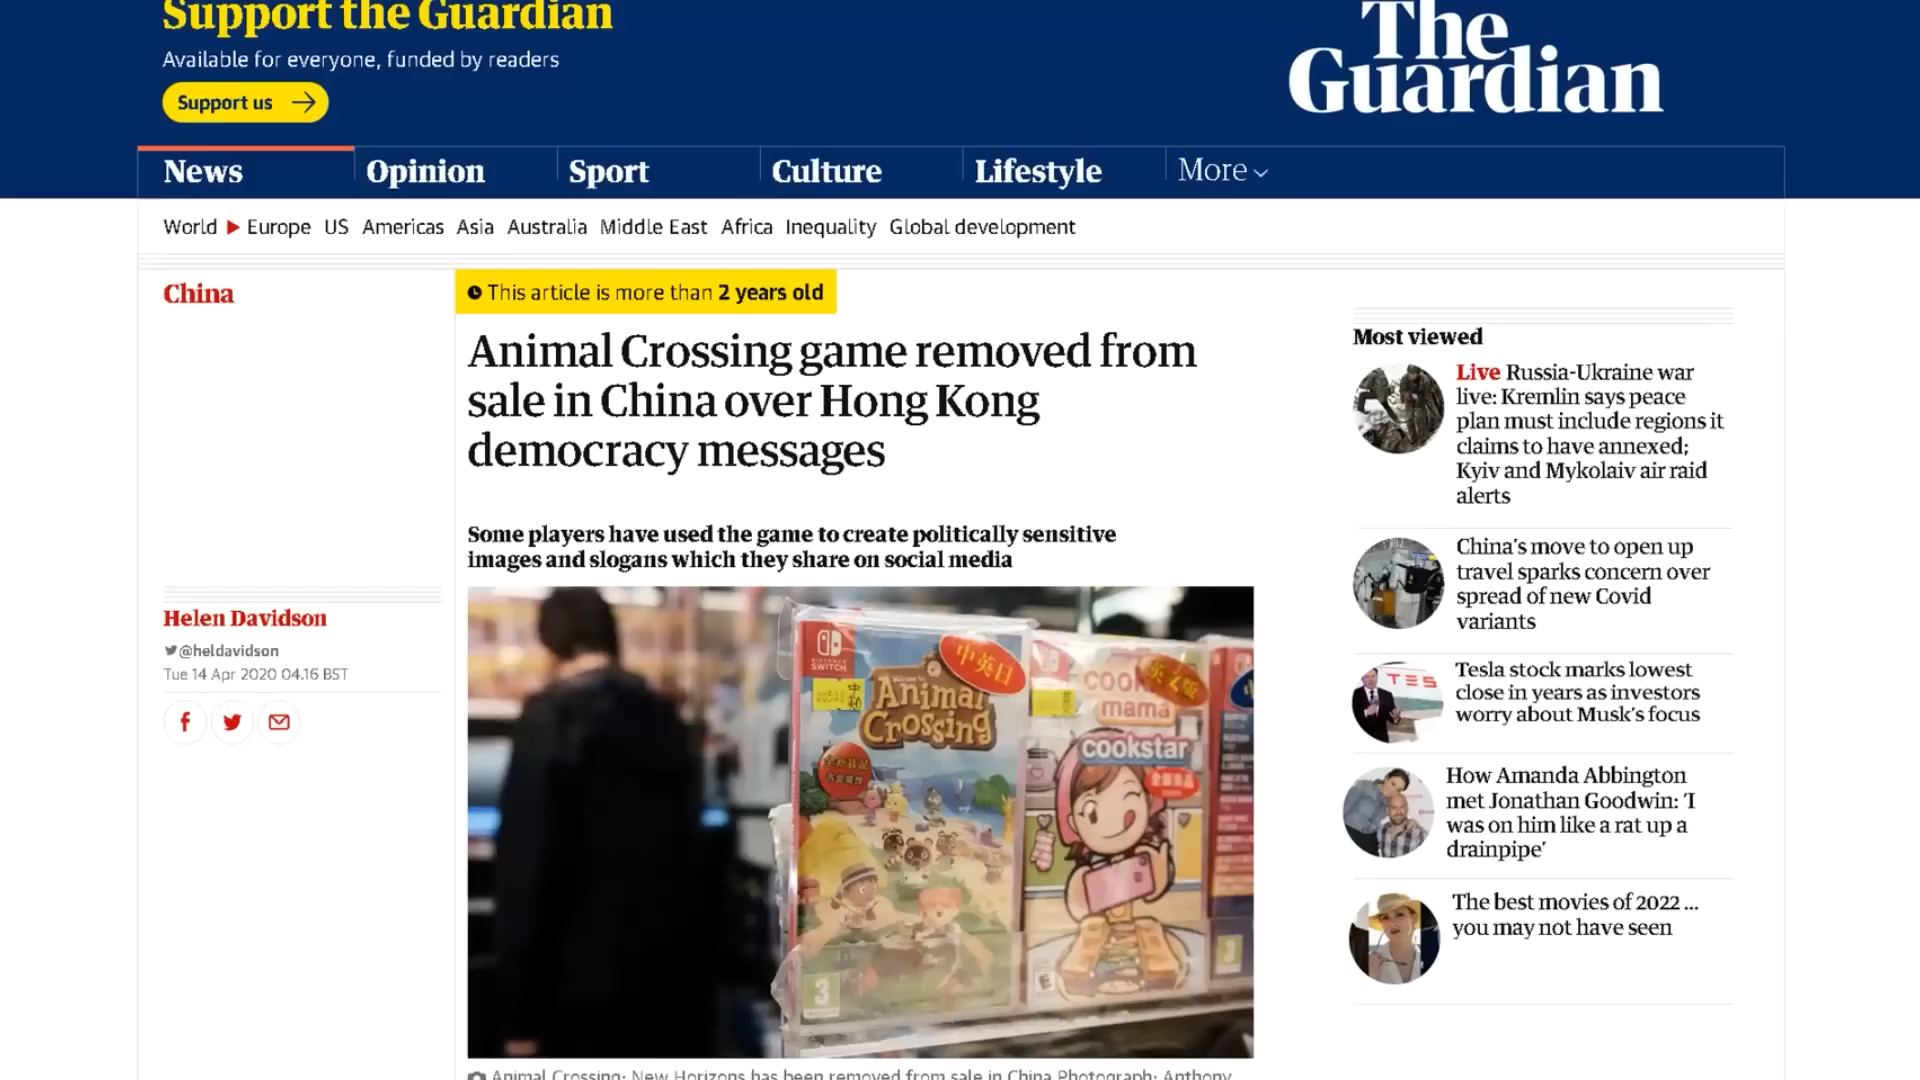 Support the Guardian
Available for everyone, funded by readers
Support us
The
Guardian
News
Opinion
Sport
Culture
Lifestyle
More
World
Europe
US
Americas
Asia
Australia
Middle East
Africa
Inequality
Global development
China
This article is more than 2 years old
Animal Crossing game removed from
sale in China over Hong Kong
democracy messages
Some players have used the game to create politically sensitive
images and slogans which they share on social media
Helen Davidson
@heldavidson
Tue 14 Apr 2020 04.16 BST
NINTENDO
SWITCH
中英日
Animal
Crossing
英文版
cooking
mama
cookstar
3
E
3
Animal Crossing: New Horizons has been removed from sale in China Photograph: Anthony
Most viewed
Live Russia-Ukraine war
live: Kremlin says peace
plan must include regions it
claims to have annexed;
Kyiv and Mykolaiv air raid
alerts
China's move to open up
travel sparks concern over
spread of new Covid
variants
TES
Tesla stock marks lowest
close in years as investors
worry about Musk's focus
How Amanda Abbington
met Jonathan Goodwin: 'I
was on him like a rat up a
drainpipe'
The best movies of 2022 ...
you may not have seen